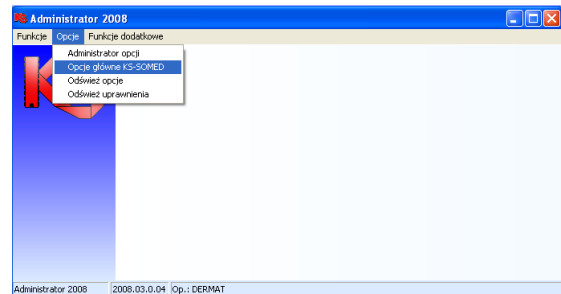 Administrator 2008
Funkcje Opcje Funkcje dodatkowe
Administrator opcji
Opcje główne KS-SOMED
Odśwież opcje
Odśwież uprawnienia
Administrator 2008 2008.03.0.04 Op.: DERMAT